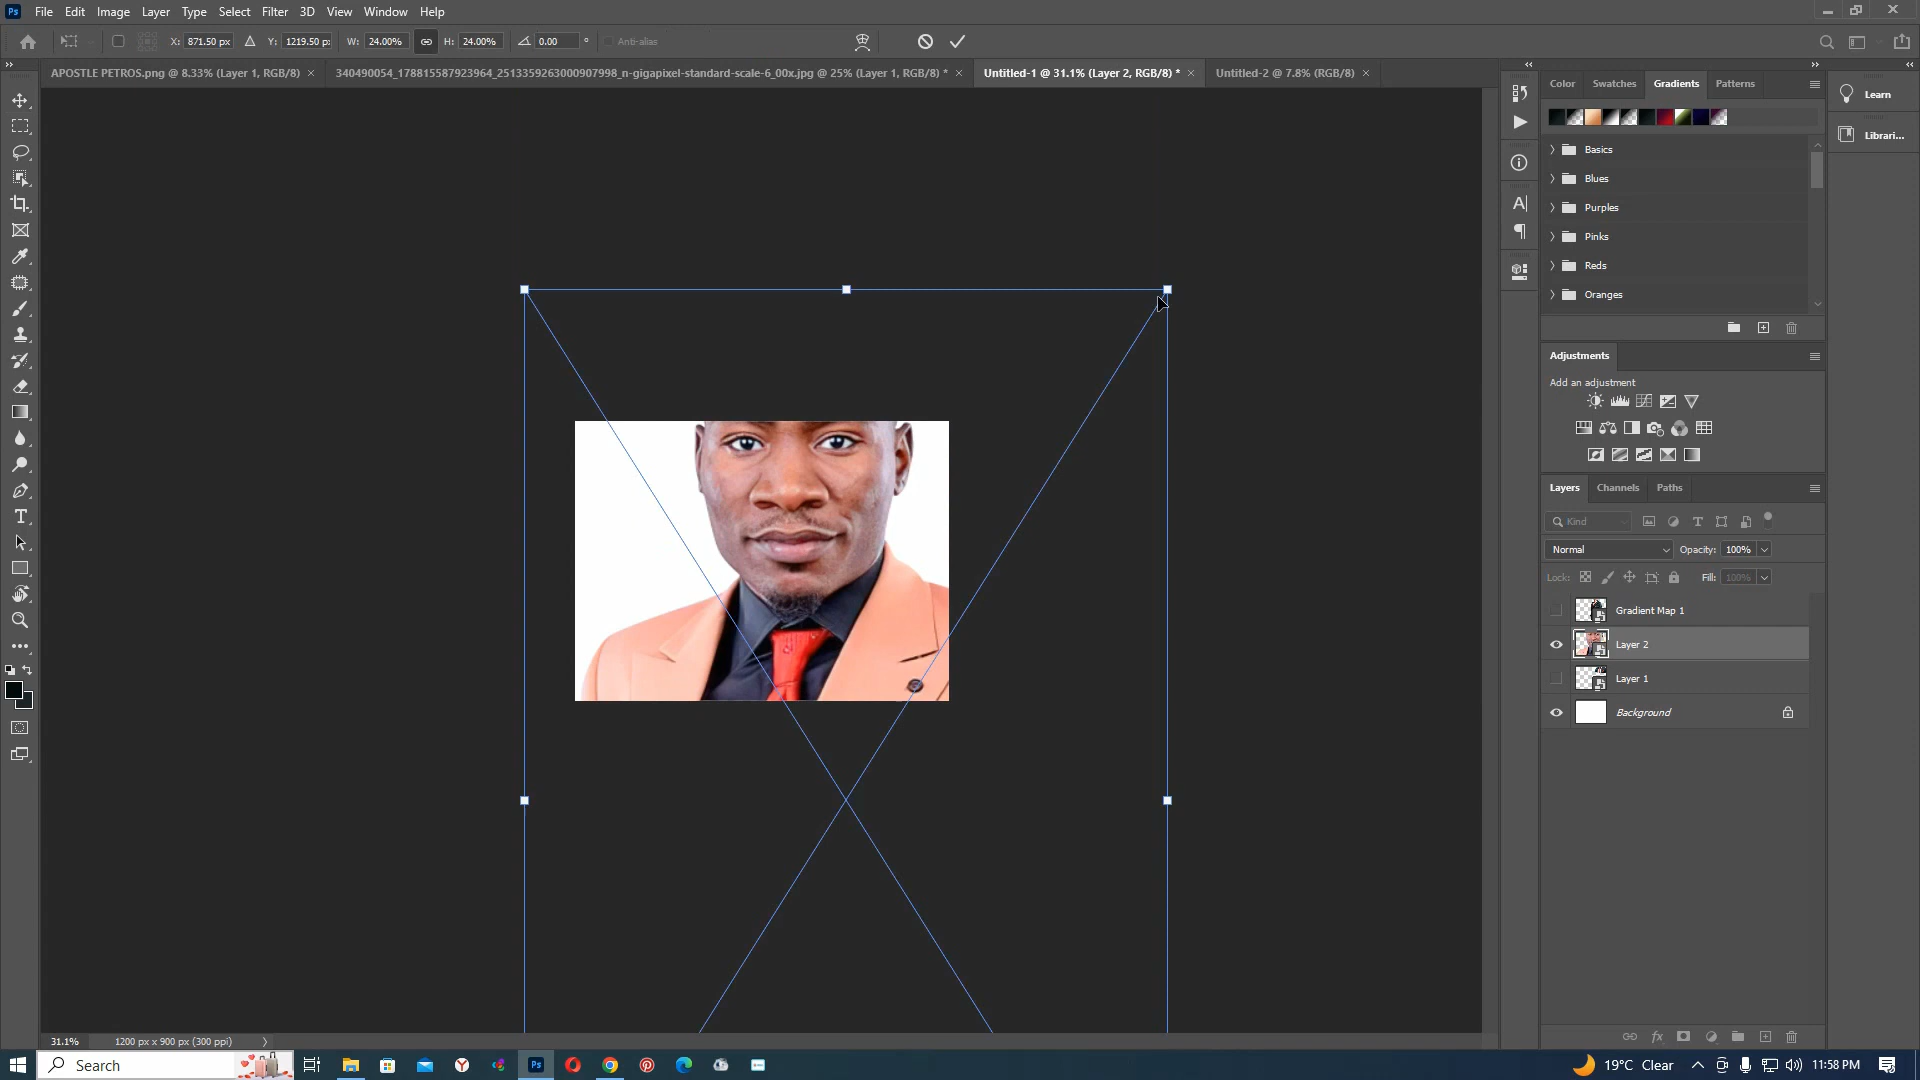 Ps File Edit Image Layer Type Select Filter 3D View Window Help
X: 871.50 px Y: 1219.50 p: W: 24.00% H: 24.00% 0.00 ° Anti-alias
APOSTLE PETROS.png @ 8.33% (Layer 1, RGB/8) × 340490054_178815587923964_2513359263000907998_n-gigapixel-standard-scale-6_00x.jpg @ 25% (Layer 1, RGB/8) * × Untitled-1 @ 31.1% (Layer 2, RGB/8) * × Untitled-2 @ 7.8% (RGB/8) ×
Color Swatches Gradients Patterns
Learn
Librari...
Basics
Blues
Purples
Pinks
Reds
Oranges
Adjustments
Add an adjustment
Layers Channels Paths
Kind
Normal Opacity: 100%
Lock: Fill: 100%
Gradient Map 1
Layer 2
Layer 1
Background
31.1% 1200 px x 900 px (300 ppi)
Search
Ps
19°C Clear 11:58 PM